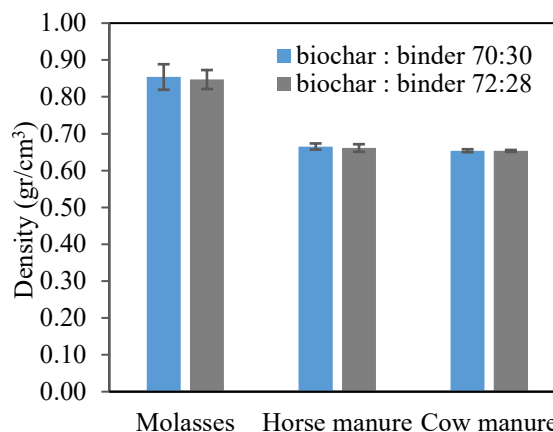 1.00
0.90
0.80
0.70
0.60
0.50
0.40
0.30
0.20
0.10
0.00
Density (gr/cm³)
biochar : binder 70:30
biochar : binder 72:28
Molasses Horse manure Cow manure